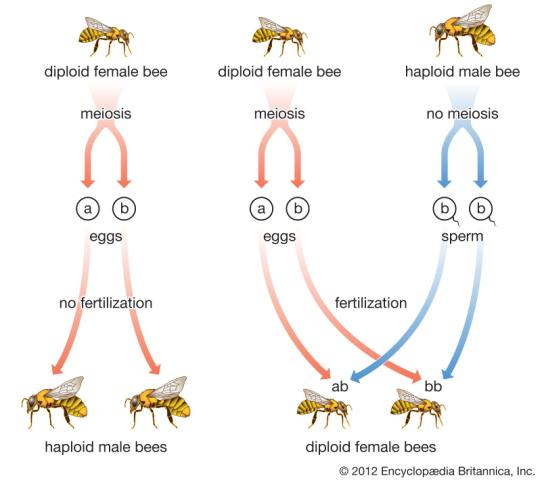 diploid female bee
diploid female bee
haploid male bee
meiosis
meiosis
no meiosis
a
b
a
b
b
b
eggs
eggs
sperm
no fertilization
fertilization
ab
bb
haploid male bees
diploid female bees
© 2012 Encyclopædia Britannica, Inc.